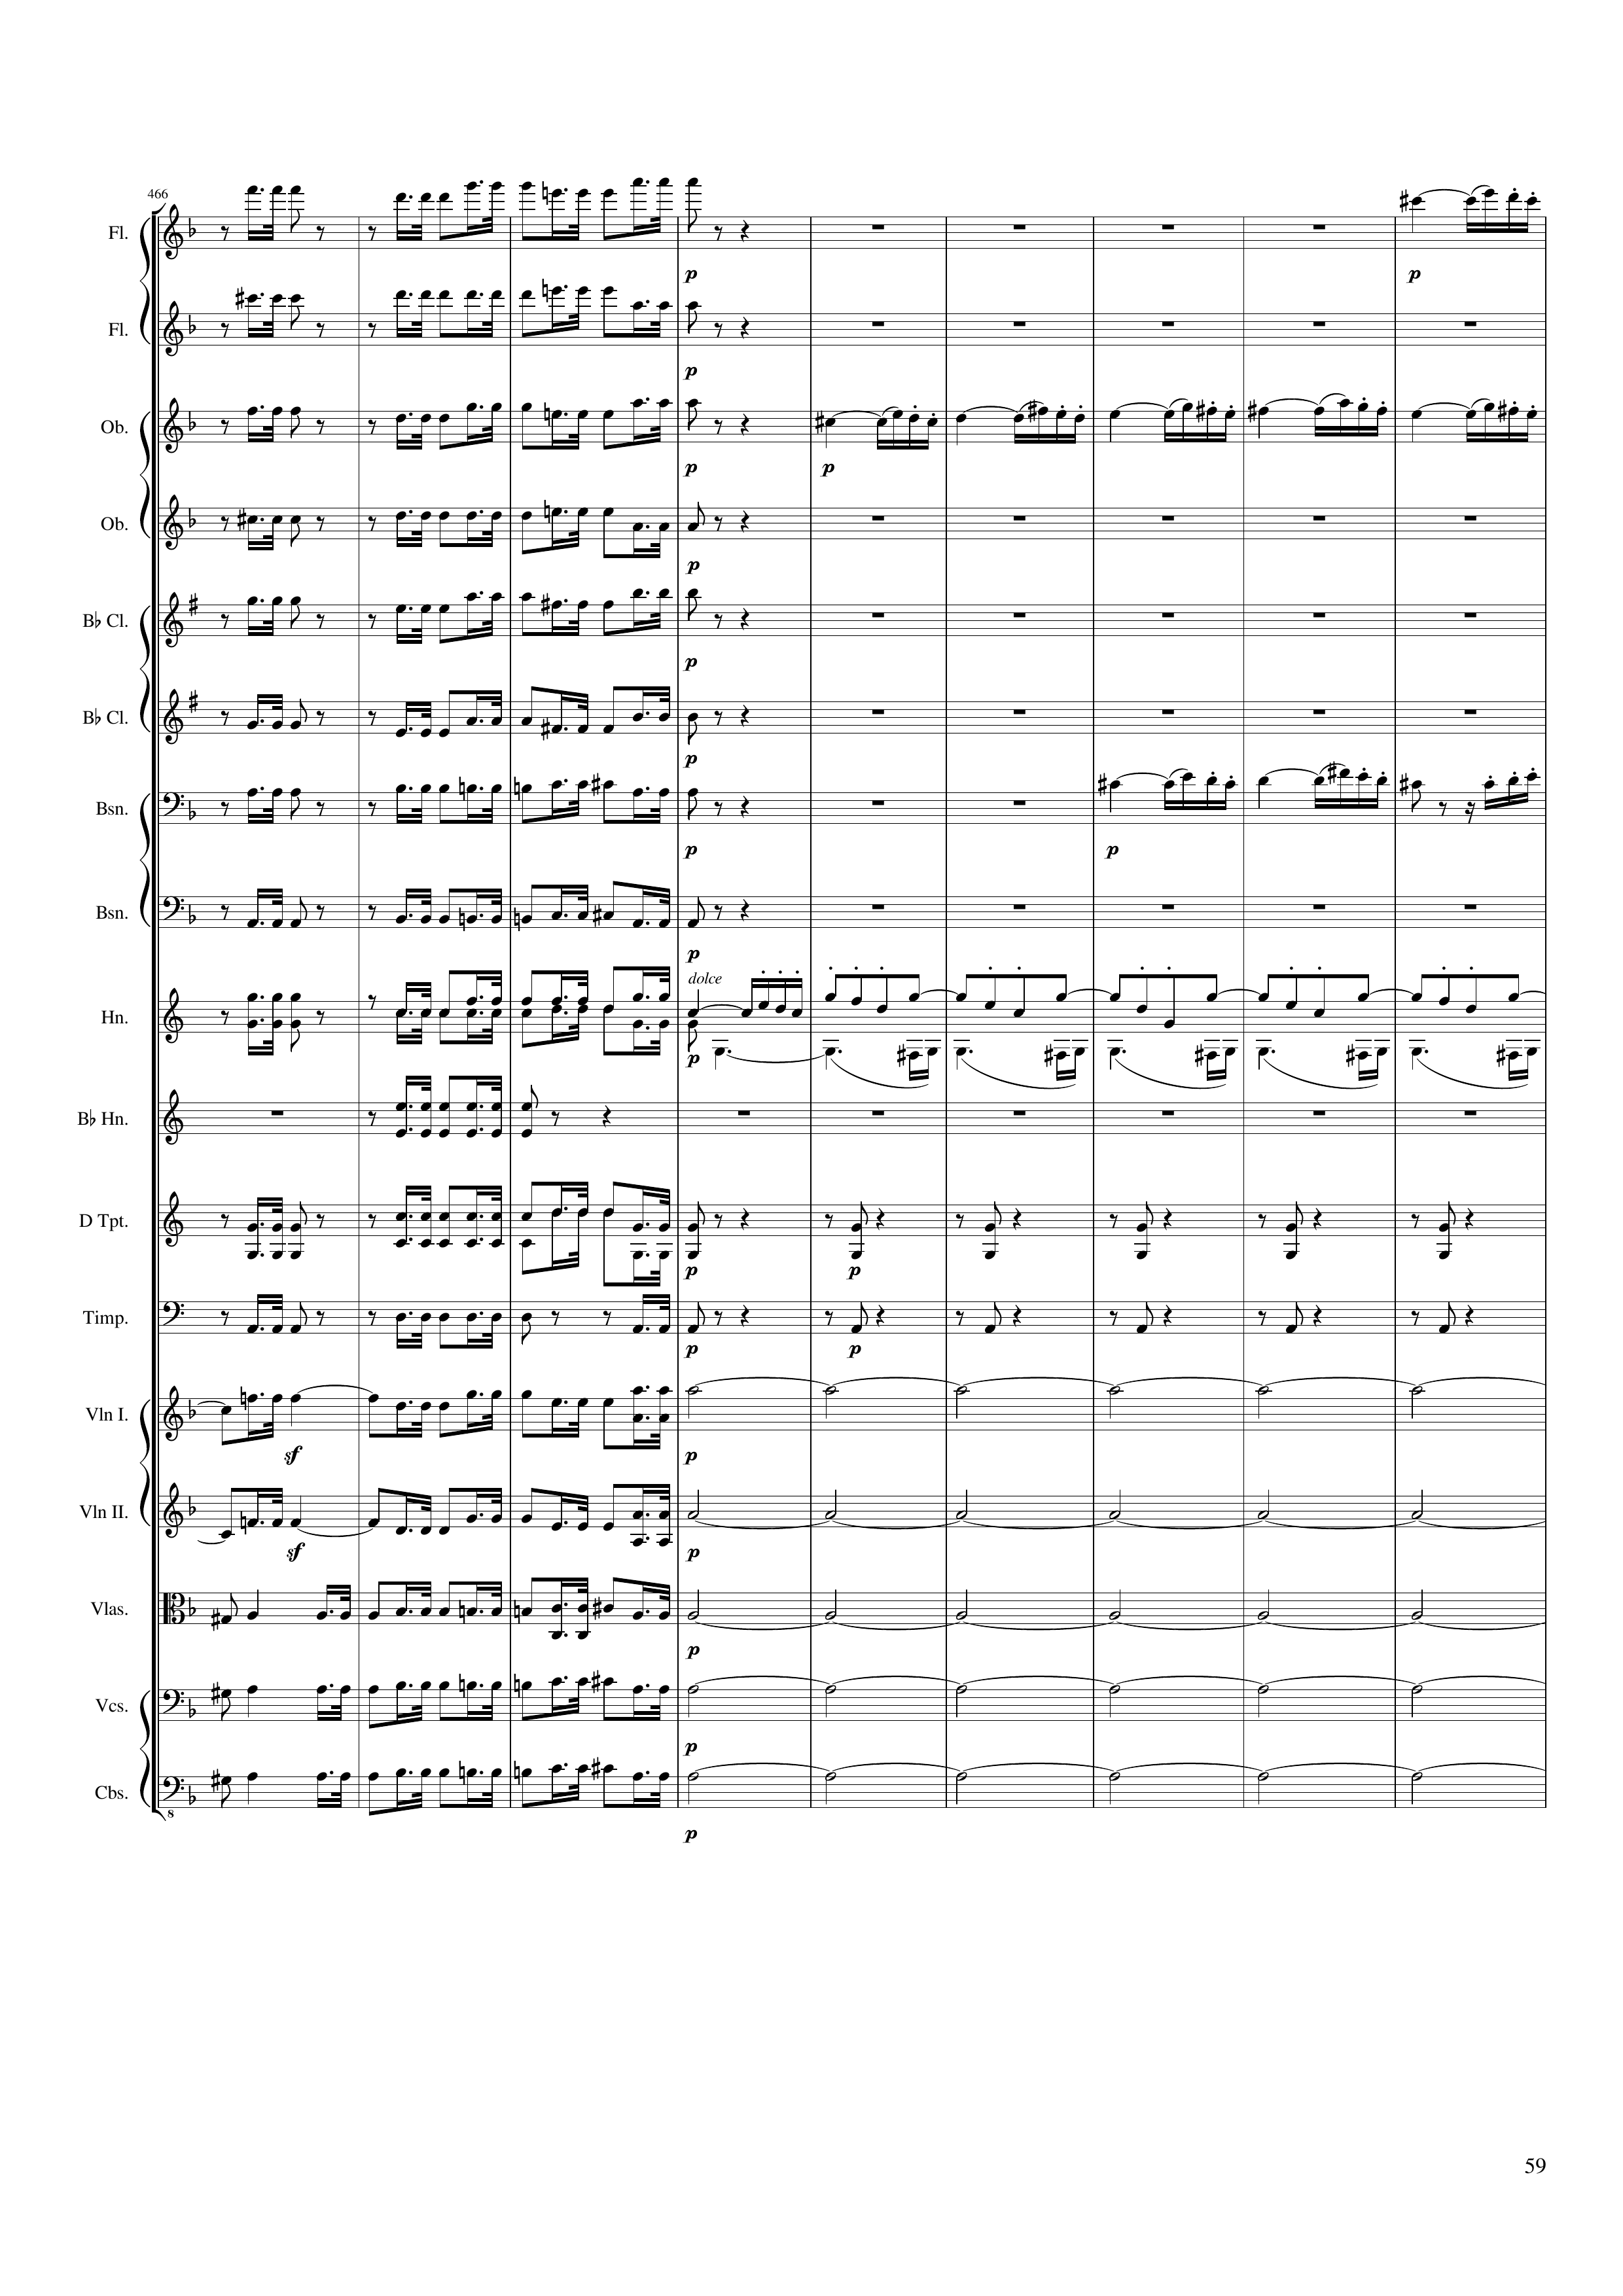 466
Fl.
p
p
Fl.
p
Ob.
p
p
Ob.
p
B♭ Cl.
p
B♭ Cl.
p
Bsn.
p
p
Bsn.
p
dolce
Hn.
p
B♭ Hn.
D Tpt.
p
p
Timp.
p
p
Vln I.
sf
p
Vln II.
sf
p
Vlas.
p
Vcs.
p
Cbs.
8
p
59